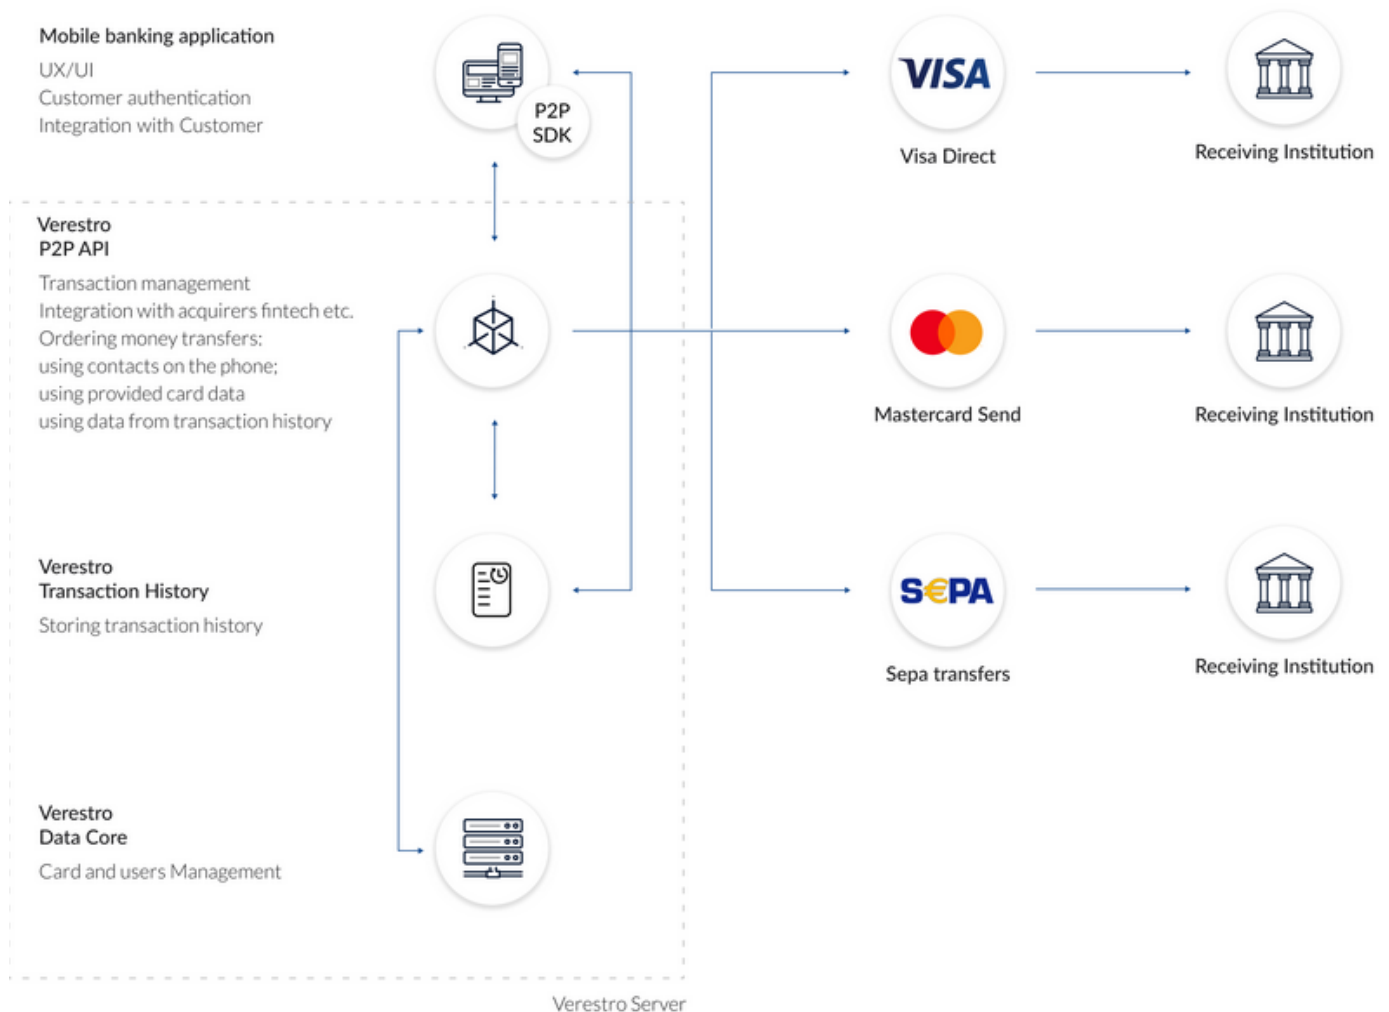 Mobile banking application
UX/UI
Customer authentication
Integration with Customer
P2P
SDK
VISA
Visa Direct
Receiving Institution
Verestro
P2P API
Transaction management
Integration with acquirers fintech etc.
Ordering money transfers:
using contacts on the phone;
using provided card data
using data from transaction history
Mastercard Send
Receiving Institution
Verestro
Transaction History
Storing transaction history
S€PA
Sepa transfers
Receiving Institution
Verestro
Data Core
Card and users Management
Verestro Server